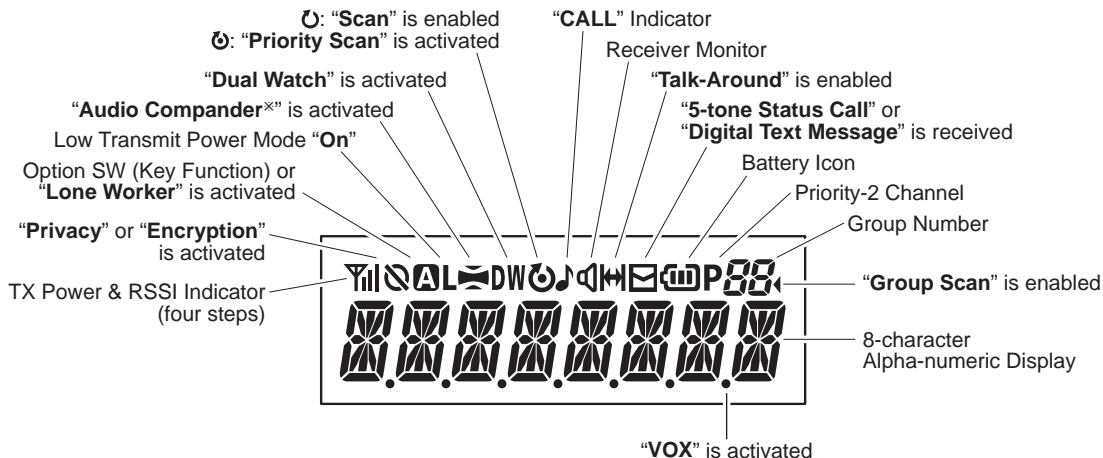 ↻: “Scan” is enabled
⥁: “Priority Scan” is activated
“Dual Watch” is activated
“Audio Compander※” is activated
Low Transmit Power Mode “On”
Option SW (Key Function) or
“Lone Worker” is activated
“Privacy” or “Encryption”
is activated
TX Power & RSSI Indicator
(four steps)
“CALL” Indicator
Receiver Monitor
“Talk-Around” is enabled
“5-tone Status Call” or
“Digital Text Message” is received
Battery Icon
Priority-2 Channel
Group Number
“Group Scan” is enabled
8-character
Alpha-numeric Display
“VOX” is activated
A L DW P 88